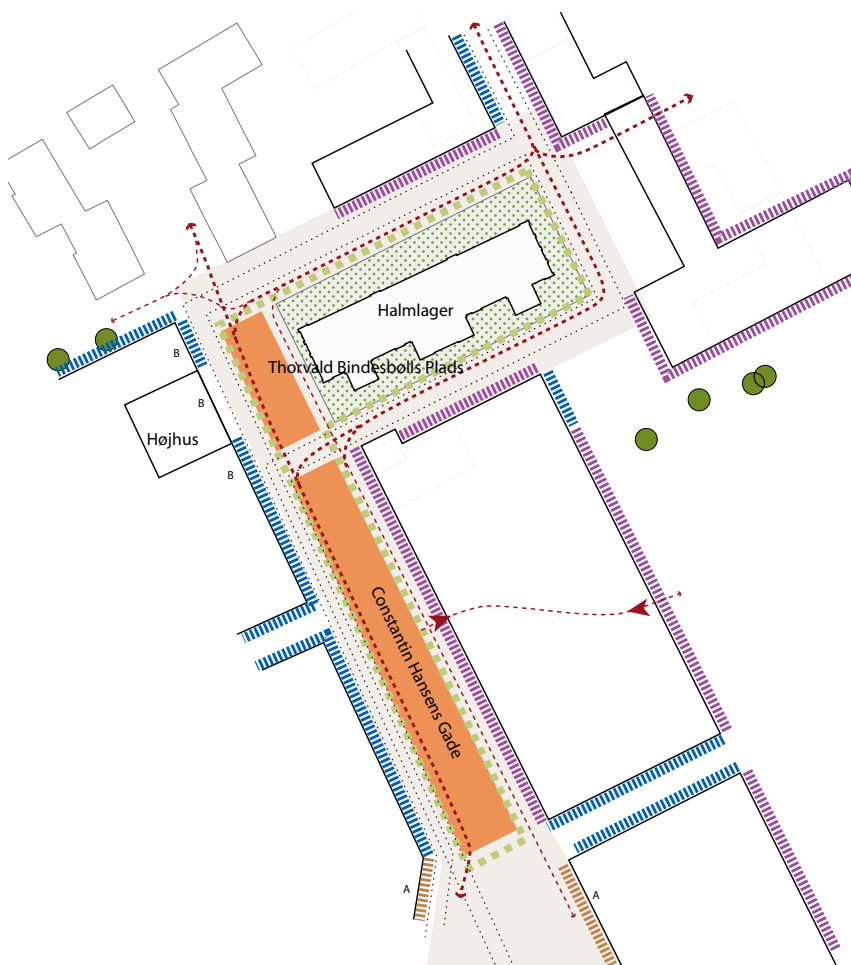 Halmlager
B
Thorvald Bindesbølls Plads
B
Højhus
B
Constantin Hansens Gade
A
A